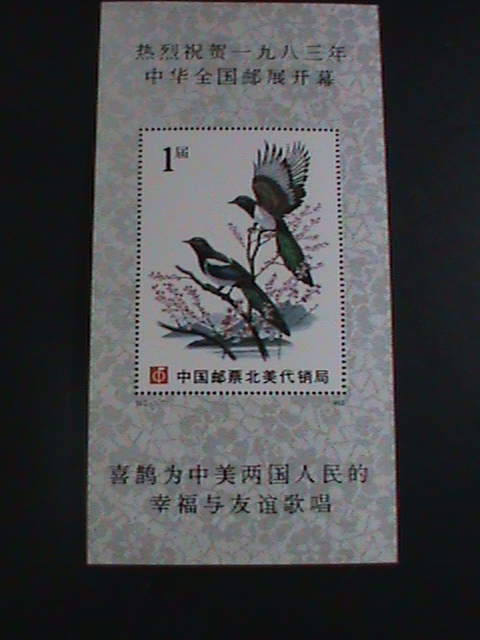 热烈祝贺一九八三年
中华全国邮展开幕
1届
中国邮票北美代销局
喜鹊为中美两国人民的
幸福与友谊歌唱